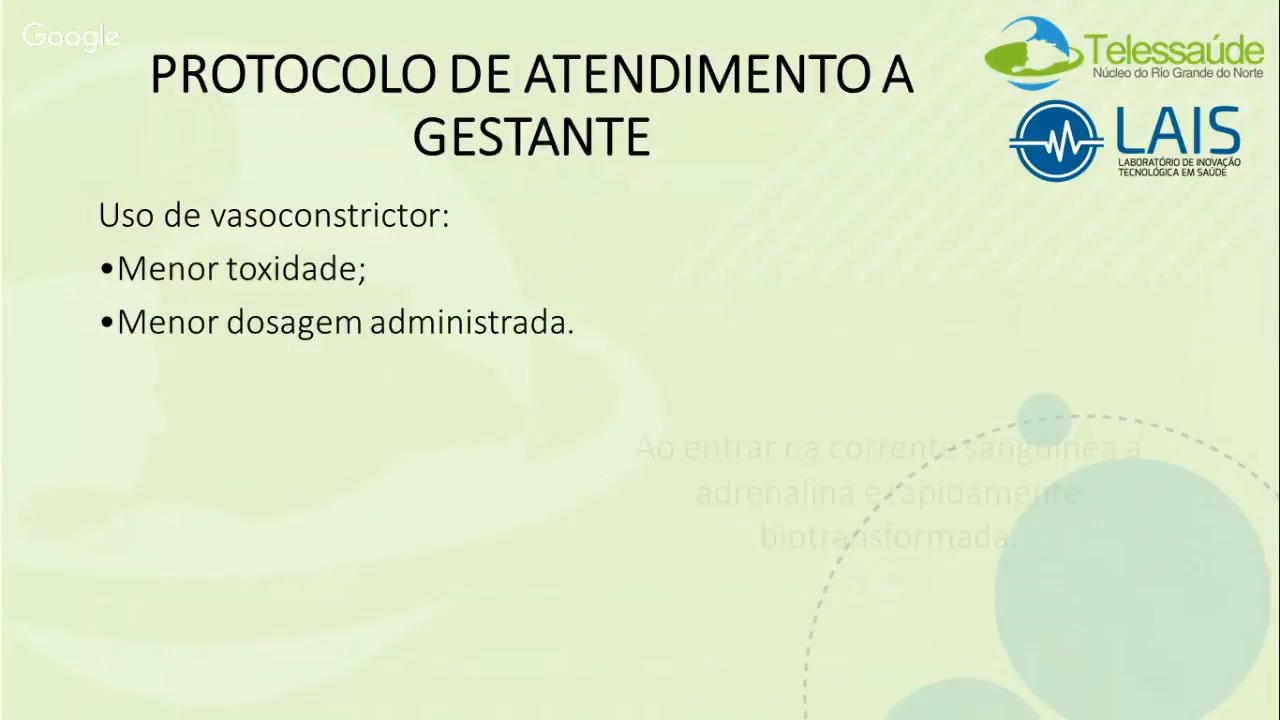 Google
PROTOCOLO DE ATENDIMENTO A
GESTANTE
Telessaúde
Núcleo do Rio Grande do Norte
LAIS
LABORATÓRIO DE INOVAÇÃO
TECNOLÓGICA EM SAÚDE
Uso de vasoconstrictor:
•Menor toxidade;
•Menor dosagem administrada.
Ao entrar na corrente sanguínea a
adrenalina é rapidamente
biotransformada.